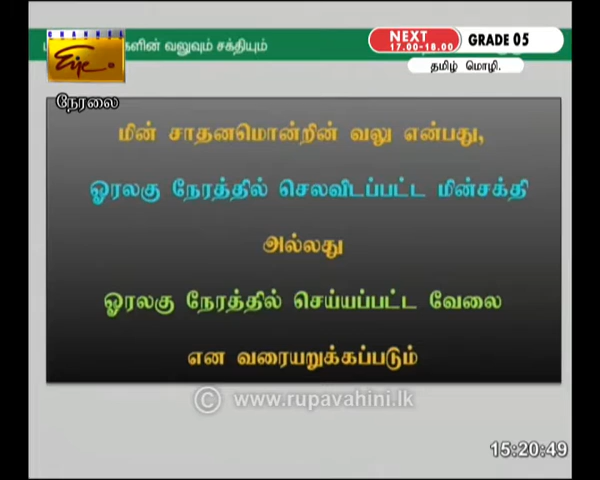 CHANNEL
Eye
களின் வலுவும் சக்தியும்
NEXT
17.00-18.00
GRADE 05
தமிழ் மொழி.
நேரலை
மின் சாதனமொன்றின் வலு என்பது,
ஓரலகு நேரத்தில் செலவிடப்பட்ட மின்சக்தி
அல்லது
ஓரலகு நேரத்தில் செய்யப்பட்ட வேலை
என வரையறுக்கப்படும்
© www.rupavahini.lk
15:20:49